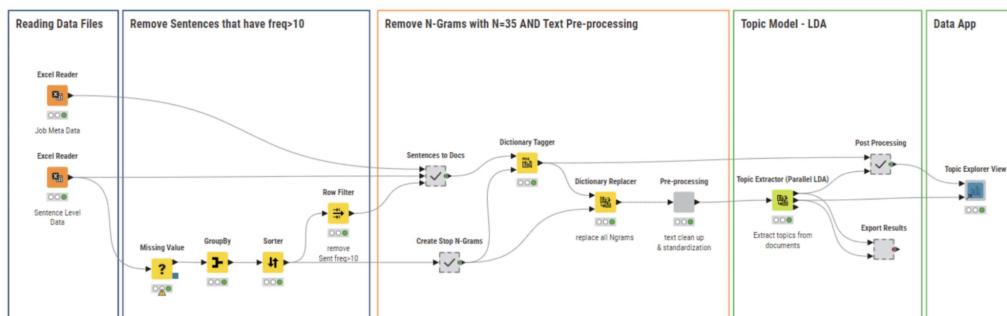 Reading Data Files
Remove Sentences that have freq>10
Remove N-Grams with N=35 AND Text Pre-processing
Topic Model - LDA
Data App
Excel Reader
Job Meta Data
Excel Reader
Sentence Level
Data
Missing Value
?
GroupBy
Sorter
Row Filter
remove
Sent freq>10
Sentences to Docs
Create Stop N-Grams
Dictionary Tagger
Dictionary Replacer
replace all Ngrams
Pre-processing
text clean up
& standardization
Topic Extractor (Parallel LDA)
Extract topics from
documents
Post Processing
Export Results
Topic Explorer View